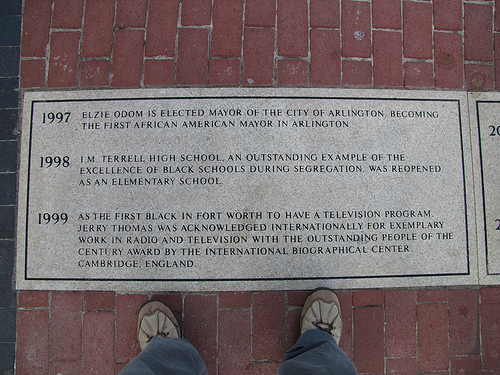 1997 ELZIE ODOM IS ELECTED MAYOR OF THE CITY OF ARLINGTON, BECOMING
THE FIRST AFRICAN AMERICAN MAYOR IN ARLINGTON.
1998 I.M. TERRELL HIGH SCHOOL, AN OUTSTANDING EXAMPLE OF THE
EXCELLENCE OF BLACK SCHOOLS DURING SEGREGATION, WAS REOPENED
AS AN ELEMENTARY SCHOOL.
1999 AS THE FIRST BLACK IN FORT WORTH TO HAVE A TELEVISION PROGRAM,
JERRY THOMAS WAS ACKNOWLEDGED INTERNATIONALLY FOR EXEMPLARY
WORK IN RADIO AND TELEVISION WITH THE OUTSTANDING PEOPLE OF THE
CENTURY AWARD BY THE INTERNATIONAL BIOGRAPHICAL CENTER,
CAMBRIDGE, ENGLAND.